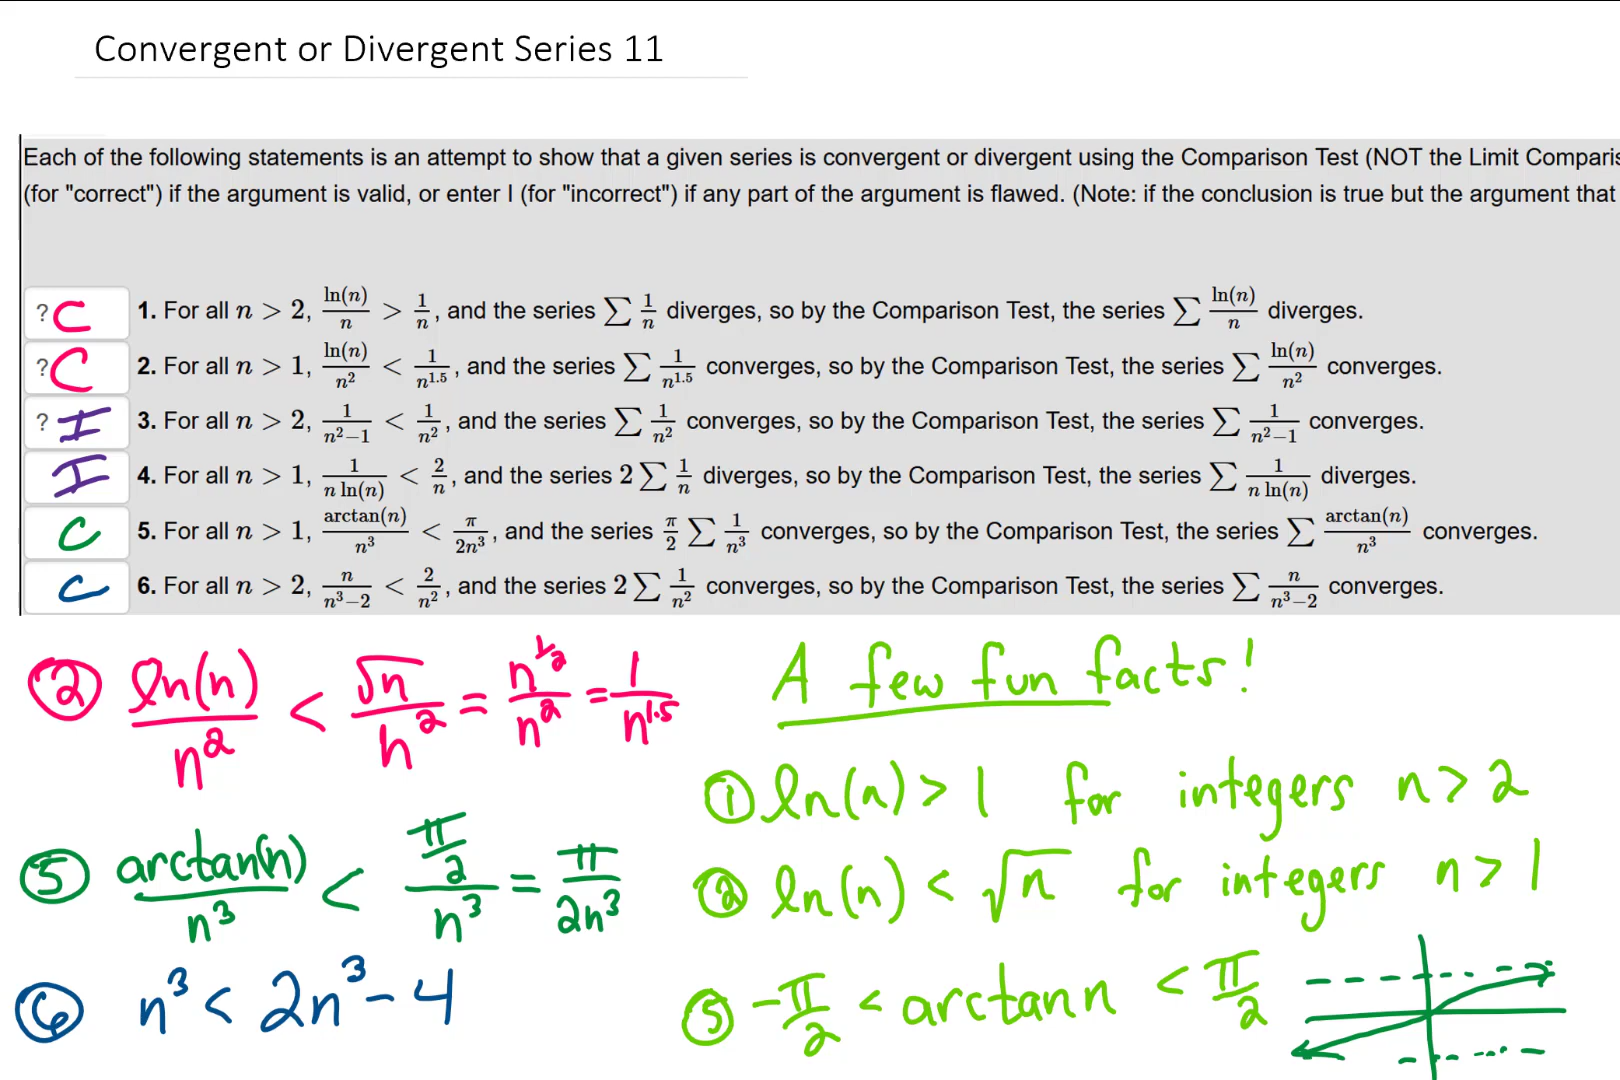 Convergent or Divergent Series 11
Each of the following statements is an attempt to show that a given series is convergent or divergent using the Comparison Test (NOT the Limit Comparis
(for "correct") if the argument is valid, or enter I (for "incorrect") if any part of the argument is flawed. (Note: if the conclusion is true but the argument that
? C 1. For all n > 2, ln(n)/n > 1/n, and the series ∑ 1/n diverges, so by the Comparison Test, the series ∑ ln(n)/n diverges.
? C 2. For all n > 1, ln(n)/n² < 1/n^1.5, and the series ∑ 1/n^1.5 converges, so by the Comparison Test, the series ∑ ln(n)/n² converges.
? I 3. For all n > 2, 1/(n²−1) < 1/n², and the series ∑ 1/n² converges, so by the Comparison Test, the series ∑ 1/(n²−1) converges.
I 4. For all n > 1, 1/(n ln(n)) < 2/n, and the series 2∑ 1/n diverges, so by the Comparison Test, the series ∑ 1/(n ln(n)) diverges.
C 5. For all n > 1, arctan(n)/n³ < π/(2n³), and the series π/2 ∑ 1/n³ converges, so by the Comparison Test, the series ∑ arctan(n)/n³ converges.
C 6. For all n > 2, n/(n³−2) < 2/n², and the series 2∑ 1/n² converges, so by the Comparison Test, the series ∑ n/(n³−2) converges.
② ln(n)/n² < √n/n² = n^1/2/n² = 1/n^1.5
⑤ arctan(n)/n³ < (π/2)/n³ = π/2n³
⑥ n³ < 2n³ − 4
A few fun facts!
① ln(n) > 1 for integers n > 2
② ln(n) < √n for integers n > 1
⑤ −π/2 < arctan n < π/2